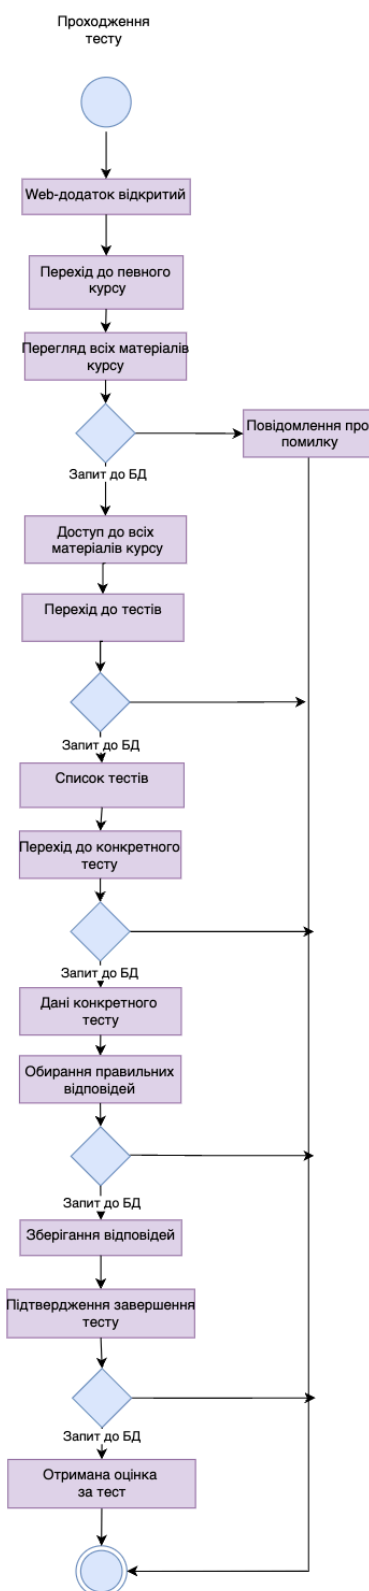 Проходження
тесту
Web-додаток відкритий
Перехід до певного
курсу
Перегляд всіх матеріалів
курсу
Повідомлення про
помилку
Запит до БД
Доступ до всіх
матеріалів курсу
Перехід до тестів
Запит до БД
Список тестів
Перехід до конкретного
тесту
Запит до БД
Дані конкретного
тесту
Обирання правильних
відповідей
Запит до БД
Зберігання відповідей
Підтвердження завершення
тесту
Запит до БД
Отримана оцінка
за тест